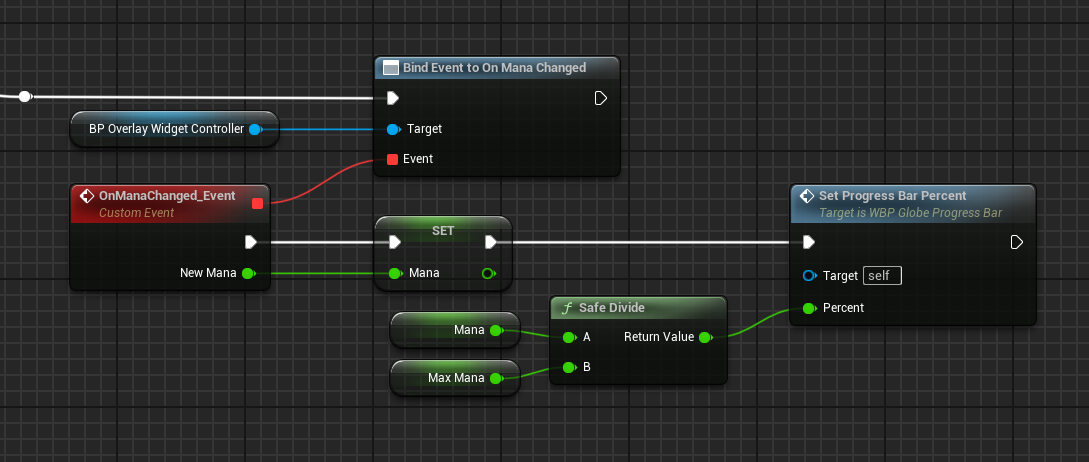 Bind Event to On Mana Changed
BP Overlay Widget Controller
Target
Event
OnManaChanged_Event
Custom Event
New Mana
SET
Mana
Set Progress Bar Percent
Target is WBP Globe Progress Bar
Target self
Percent
Mana
Max Mana
f Safe Divide
A Return Value
B